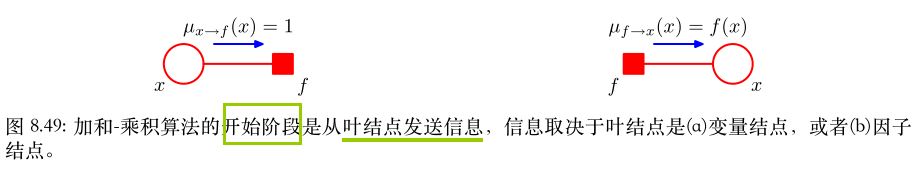 μx→f(x) = 1
μf→x(x) = f(x)
x
f
f
x
图 8.49: 加和-乘积算法的开始阶段是从叶结点发送信息，信息取决于叶结点是(a)变量结点，或者(b)因子
结点。